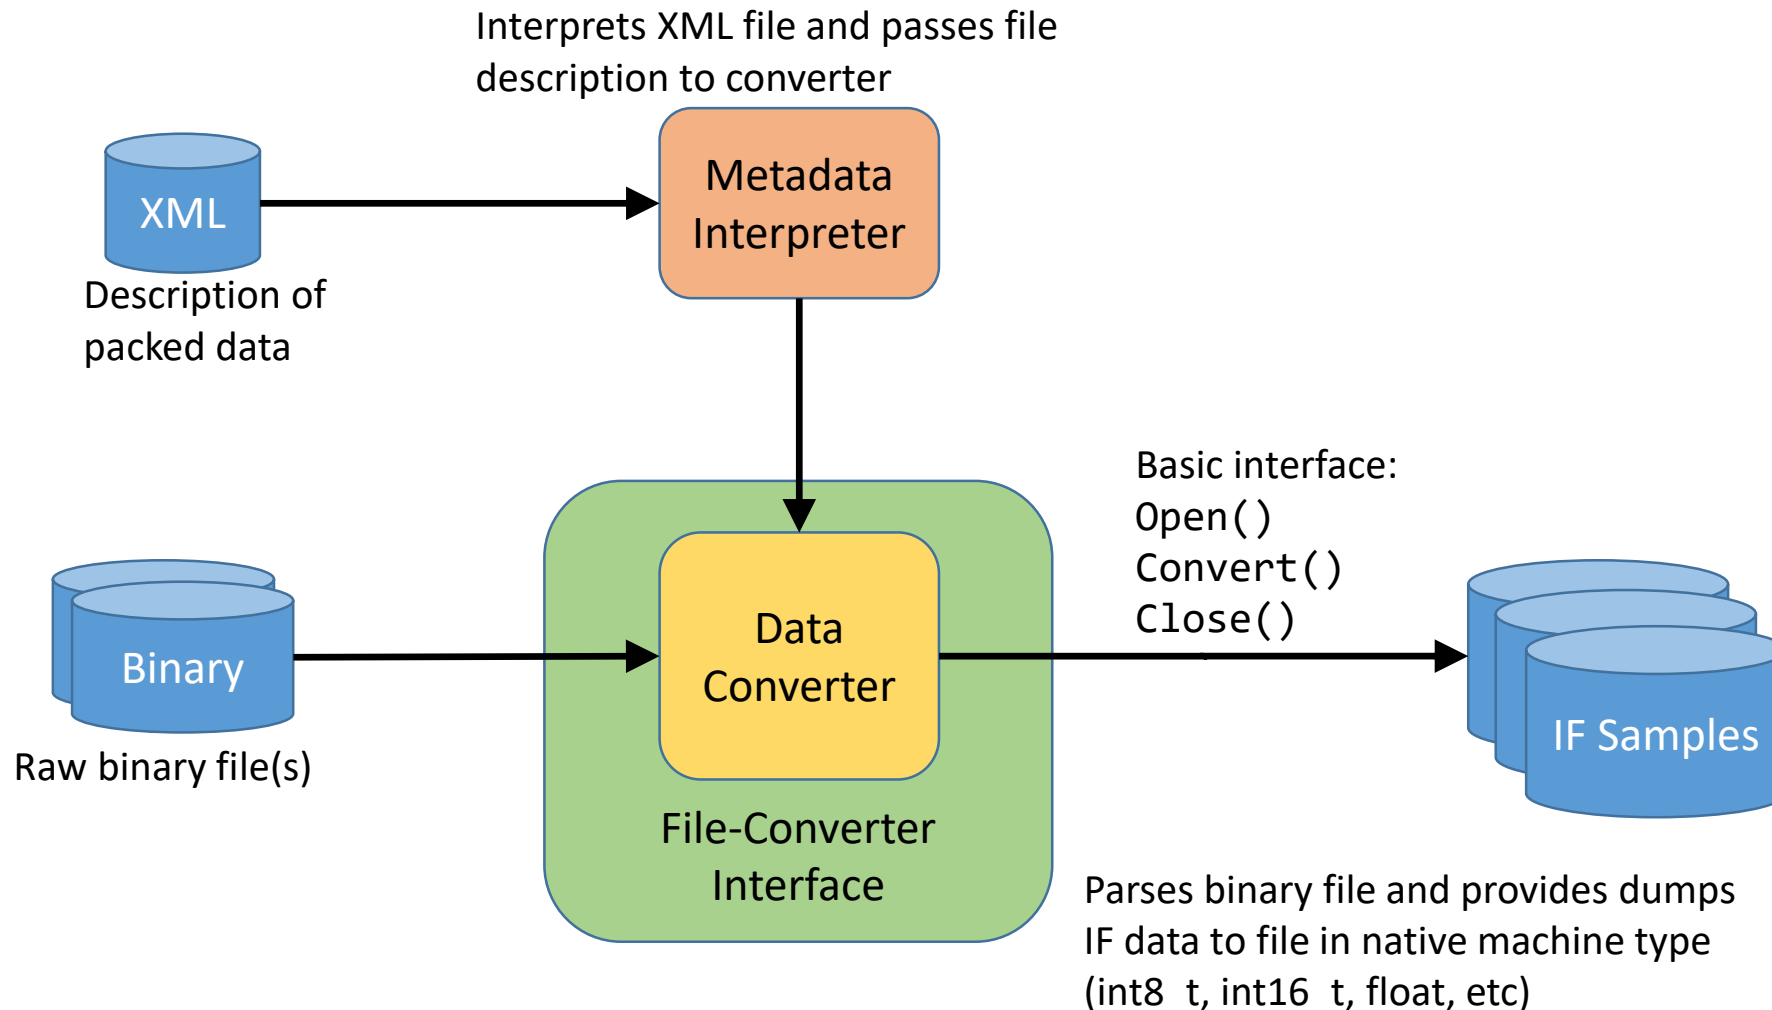 Interprets XML file and passes file
description to converter
XML
Metadata
Interpreter
Description of
packed data
Basic interface:
Open()
Convert()
Close()
Binary
Data
Converter
IF Samples
Raw binary file(s)
File-Converter
Interface
Parses binary file and provides dumps
IF data to file in native machine type
(int8_t, int16_t, float, etc)